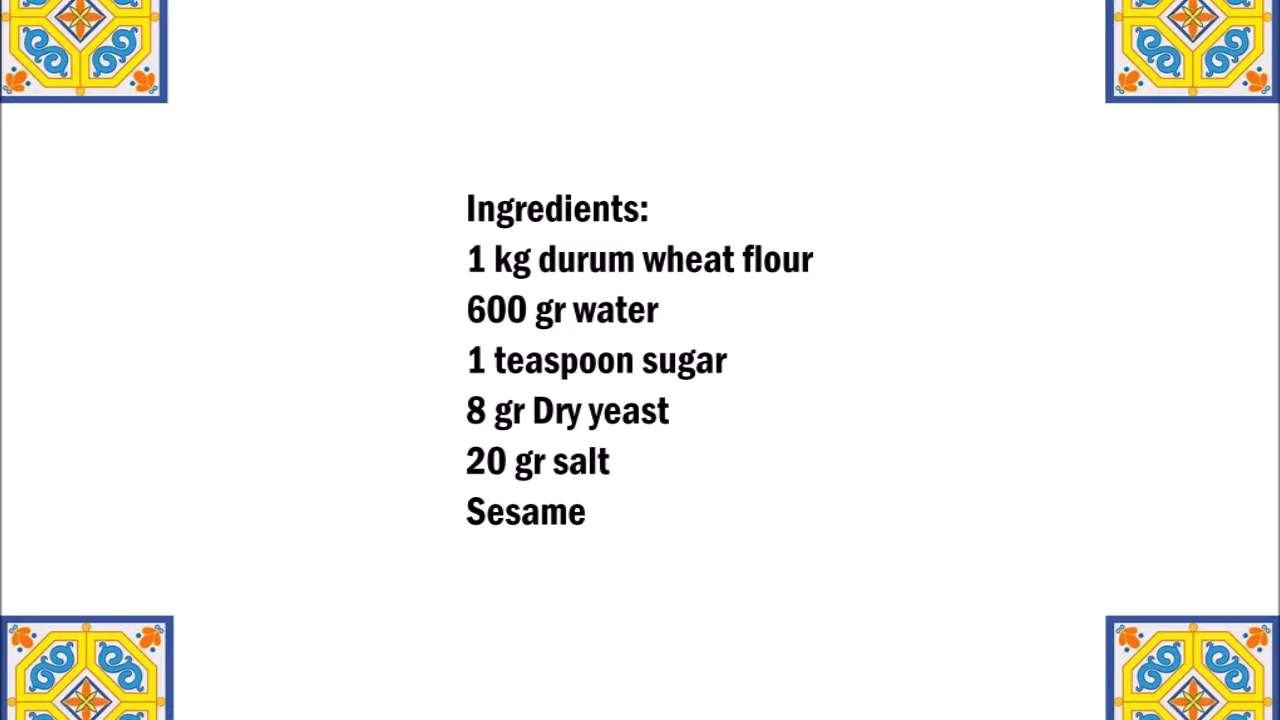 Ingredients:
1 kg durum wheat flour
600 gr water
1 teaspoon sugar
8 gr Dry yeast
20 gr salt
Sesame